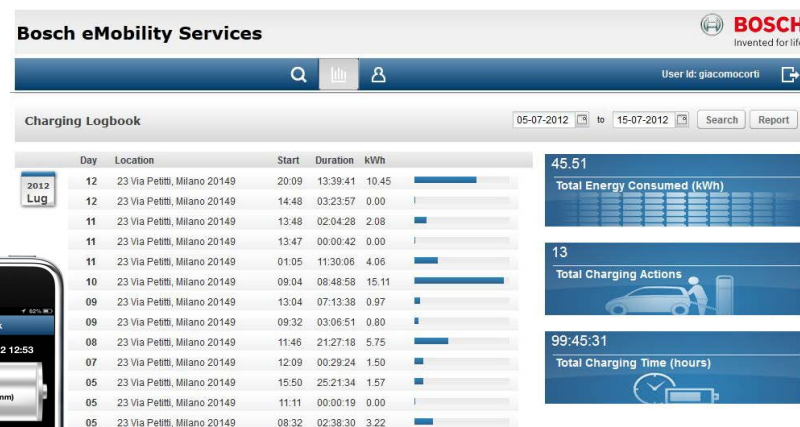 Bosch eMobility Services
BOSCH
Invented for life
User Id: giacomocorti
Charging Logbook
05-07-2012 to 15-07-2012 Search Report
Day Location Start Duration kWh
2012
Lug
12 23 Via Petitti, Milano 20149 20:09 13:39:41 10.45
12 23 Via Petitti, Milano 20149 14:48 03:23:57 0.00
11 23 Via Petitti, Milano 20149 13:48 02:04:28 2.08
11 23 Via Petitti, Milano 20149 13:47 00:00:42 0.00
11 23 Via Petitti, Milano 20149 01:05 11:30:06 4.06
10 23 Via Petitti, Milano 20149 09:04 08:48:58 15.11
09 23 Via Petitti, Milano 20149 13:04 07:13:38 0.97
09 23 Via Petitti, Milano 20149 09:32 03:06:51 0.80
08 23 Via Petitti, Milano 20149 11:46 21:27:18 5.75
07 23 Via Petitti, Milano 20149 12:09 00:29:24 1.50
05 23 Via Petitti, Milano 20149 15:50 25:21:34 1.57
05 23 Via Petitti, Milano 20149 11:11 00:00:19 0.00
05 23 Via Petitti, Milano 20149 08:32 02:38:30 3.22
45.51
Total Energy Consumed (kWh)
13
Total Charging Actions
99:45:31
Total Charging Time (hours)
62%
2 12:53
nm)